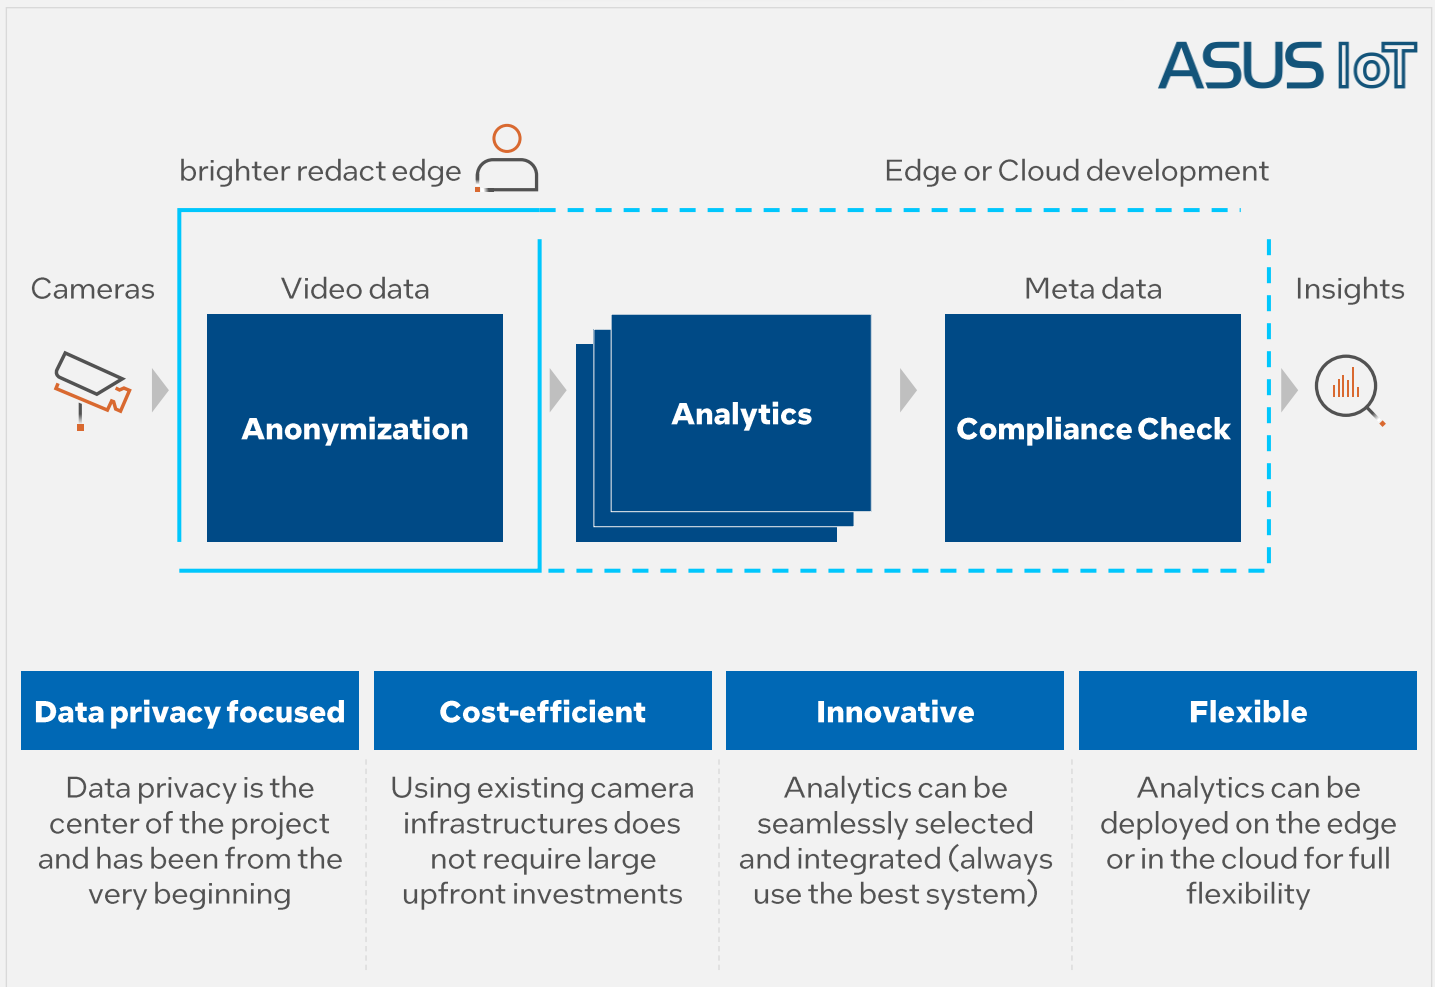 ASUS IoT
brighter redact edge
Edge or Cloud development
Cameras
Video data
Meta data
Insights
Anonymization
Analytics
Compliance Check
Data privacy focused
Data privacy is the
center of the project
and has been from the
very beginning
Cost-efficient
Using existing camera
infrastructures does
not require large
upfront investments
Innovative
Analytics can be
seamlessly selected
and integrated (always
use the best system)
Flexible
Analytics can be
deployed on the edge
or in the cloud for full
flexibility